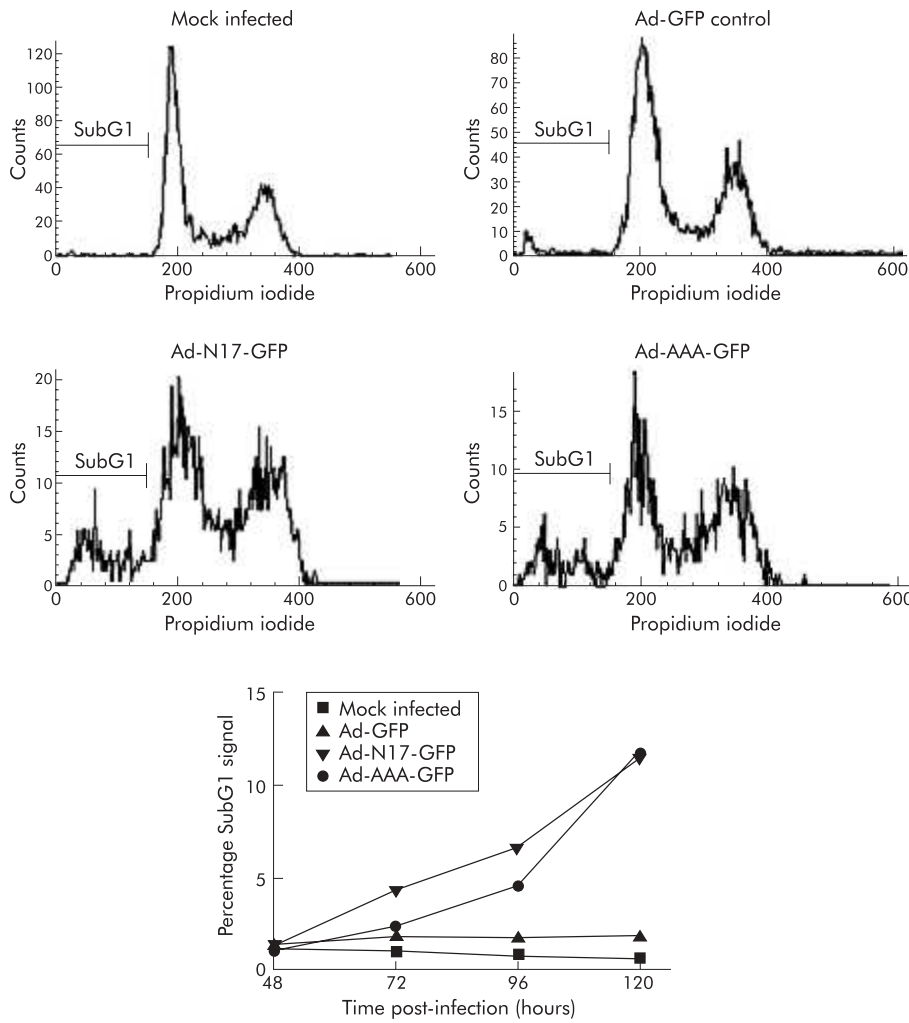 Mock infected
120
100
80
60
40
20
0
Counts
SubG1
0 200 400 600
Propidium iodide
Ad-GFP control
80
70
60
50
40
30
20
10
0
Counts
SubG1
0 200 400 600
Propidium iodide
Ad-N17-GFP
20
15
10
5
0
Counts
SubG1
0 200 400 600
Propidium iodide
Ad-AAA-GFP
15
10
5
0
Counts
SubG1
0 200 400 600
Propidium iodide
15
10
5
0
Percentage SubG1 signal
Mock infected
Ad-GFP
Ad-N17-GFP
Ad-AAA-GFP
48 72 96 120
Time post-infection (hours)